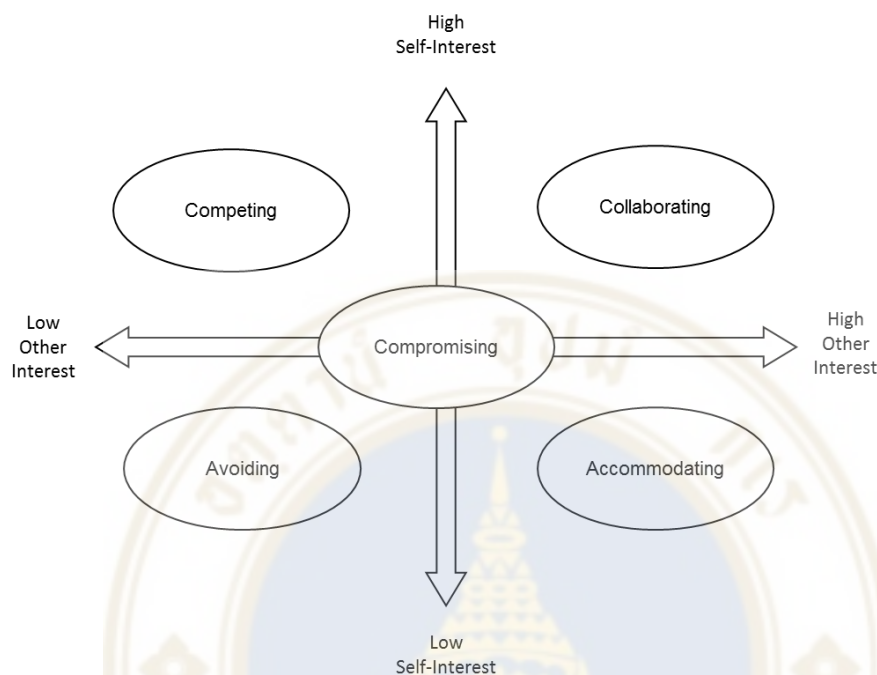 High
Self-Interest
Competing
Collaborating
Low
Other
Interest
Compromising
High
Other
Interest
Avoiding
Accommodating
Low
Self-Interest